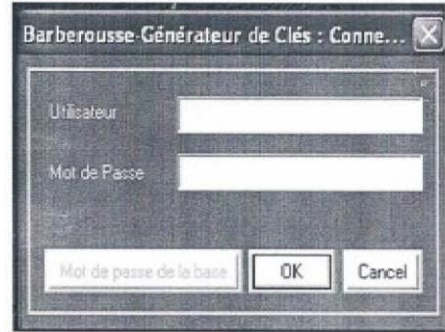 Barberousse-Générateur de Clés : Conne...
Utilisateur
Mot de Passe
Mot de passe de la base
OK
Cancel